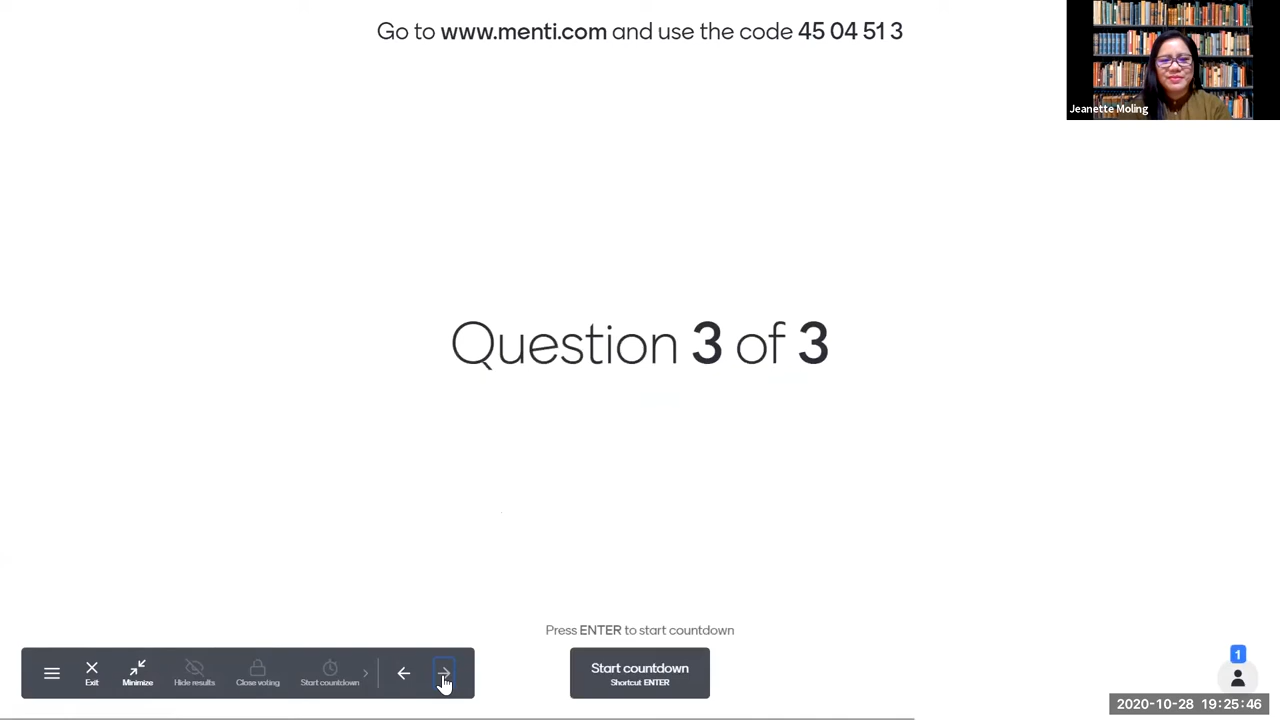 Go to www.menti.com and use the code 45 04 51 3
Jeanette Moling
Question 3 of 3
Press ENTER to start countdown
Exit
Minimize
Hide results
Close voting
Start countdown
Start countdown
Shortcut ENTER
1
2020-10-28 19:25:46